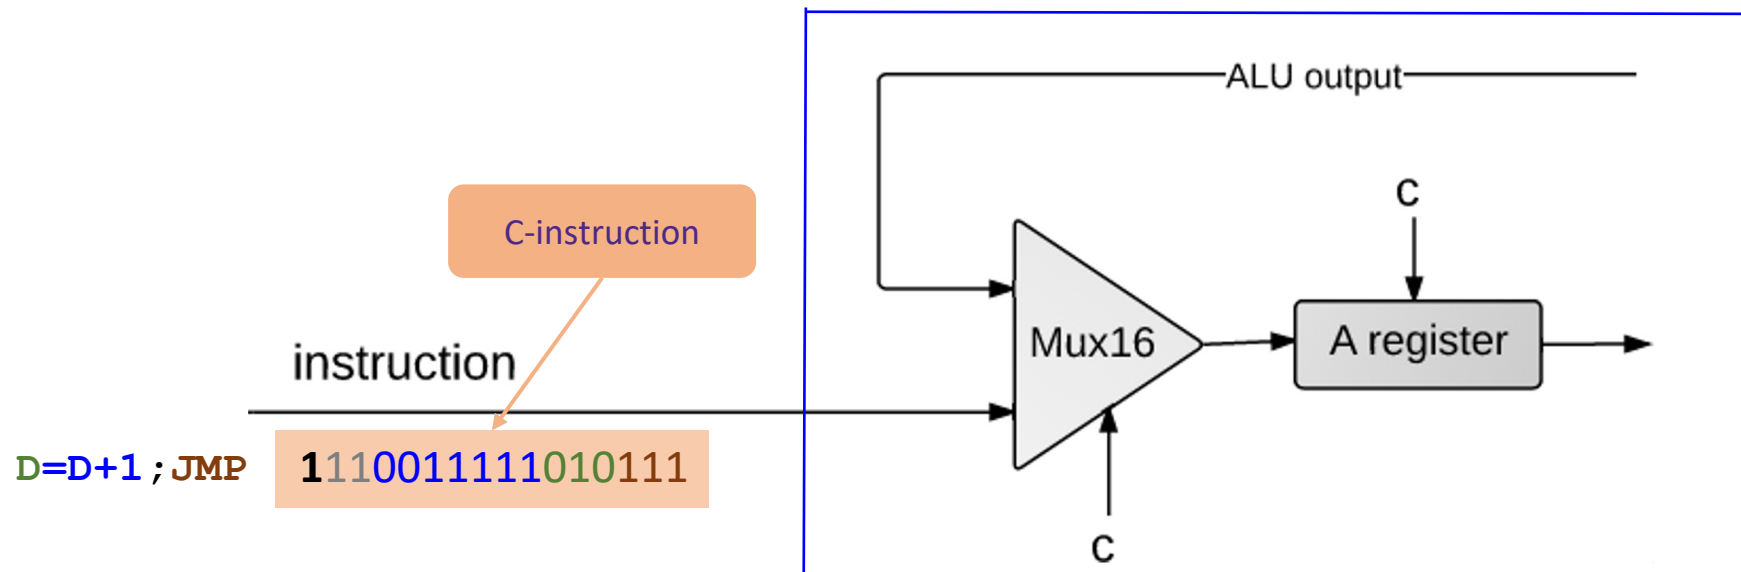 ALU output
c
C-instruction
Mux16
A register
instruction
D=D+1;JMP 1110011111010111
c